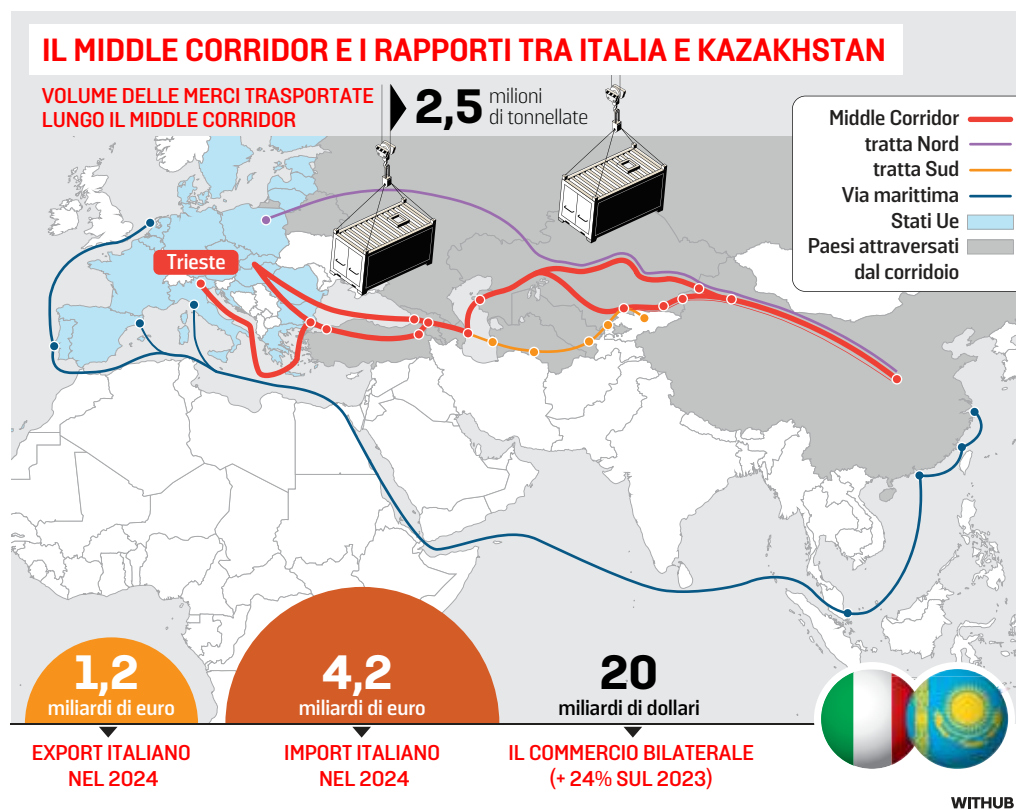 IL MIDDLE CORRIDOR E I RAPPORTI TRA ITALIA E KAZAKHSTAN
VOLUME DELLE MERCI TRASPORTATE
LUNGO IL MIDDLE CORRIDOR
2,5 milioni
di tonnellate
Middle Corridor
tratta Nord
tratta Sud
Via marittima
Stati Ue
Paesi attraversati
dal corridoio
Trieste
1,2
miliardi di euro
EXPORT ITALIANO
NEL 2024
4,2
miliardi di euro
IMPORT ITALIANO
NEL 2024
20
miliardi di dollari
IL COMMERCIO BILATERALE
(+ 24% SUL 2023)
WITHUB